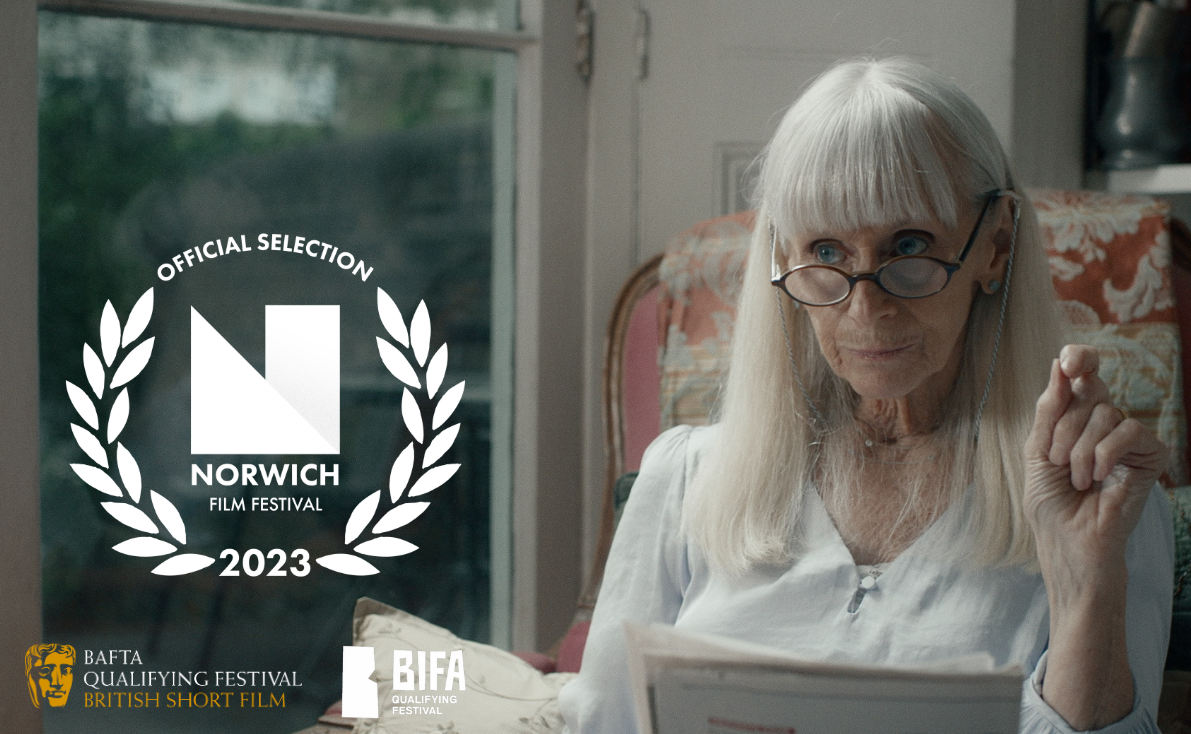 OFFICIAL SELECTION
NORWICH
FILM FESTIVAL
2023
BAFTA
QUALIFYING FESTIVAL
BRITISH SHORT FILM
BIFA
QUALIFYING
FESTIVAL